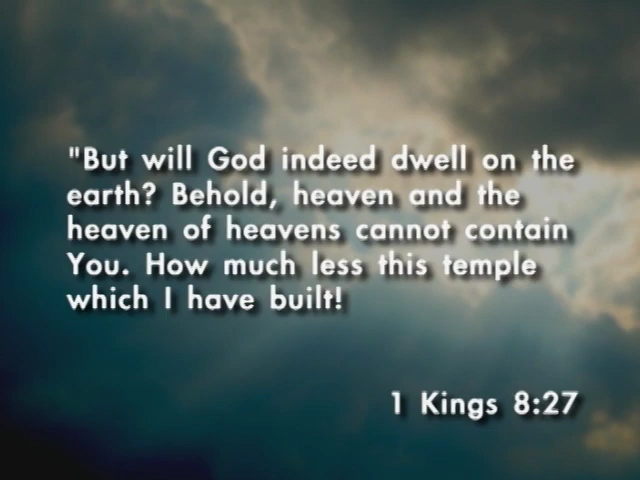 "But will God indeed dwell on the
earth? Behold, heaven and the
heaven of heavens cannot contain
You. How much less this temple
which I have built!
1 Kings 8:27